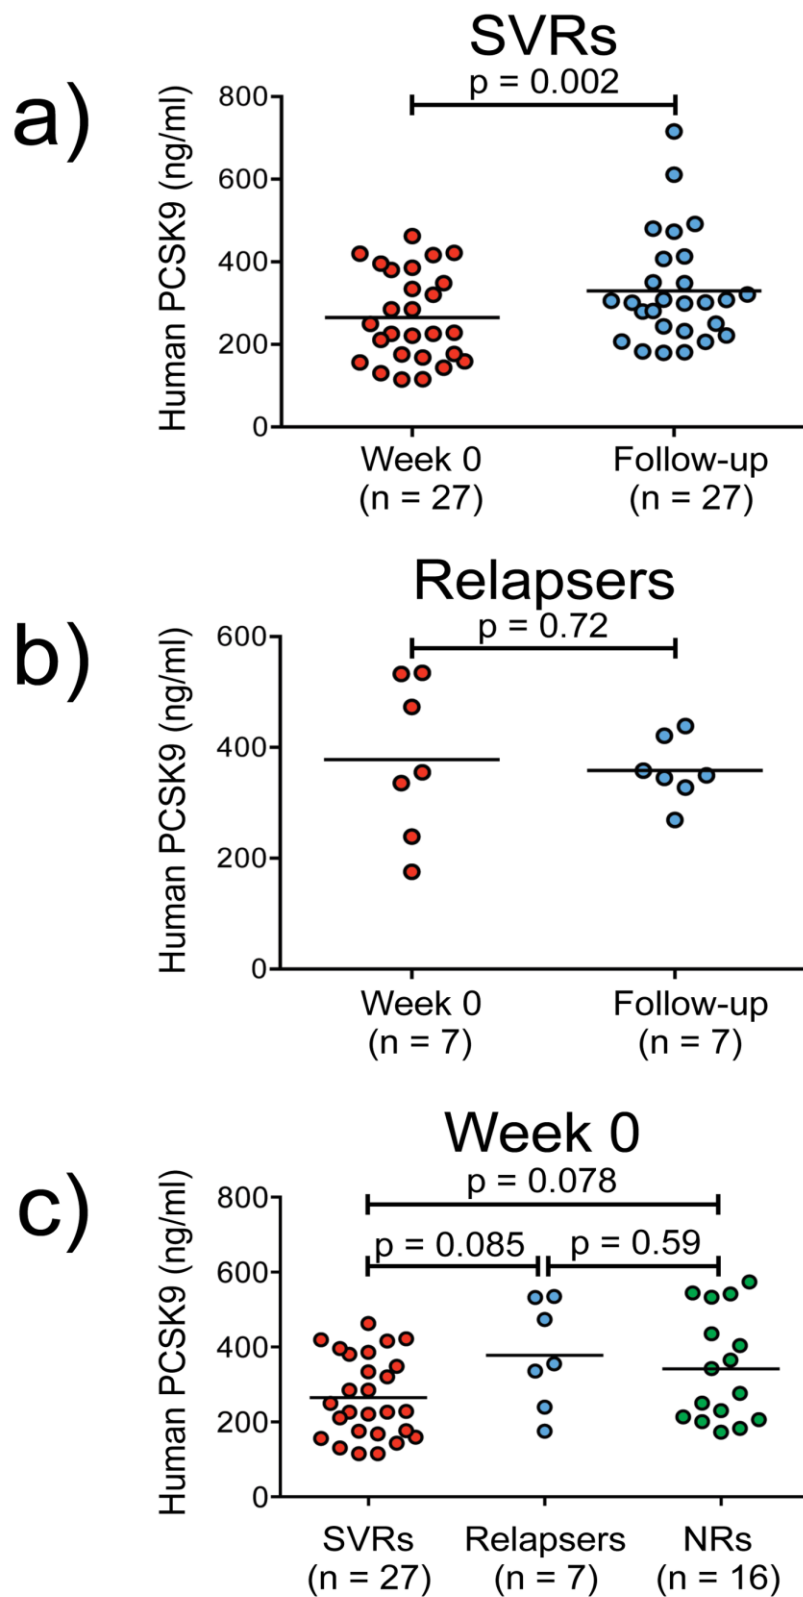 a)
SVRs
p = 0.002
Human PCSK9 (ng/ml)
800
600
400
200
0
Week 0
(n = 27)
Follow-up
(n = 27)
b)
Relapsers
p = 0.72
Human PCSK9 (ng/ml)
600
400
200
0
Week 0
(n = 7)
Follow-up
(n = 7)
c)
Week 0
p = 0.078
p = 0.085
p = 0.59
Human PCSK9 (ng/ml)
800
600
400
200
0
SVRs
(n = 27)
Relapsers
(n = 7)
NRs
(n = 16)